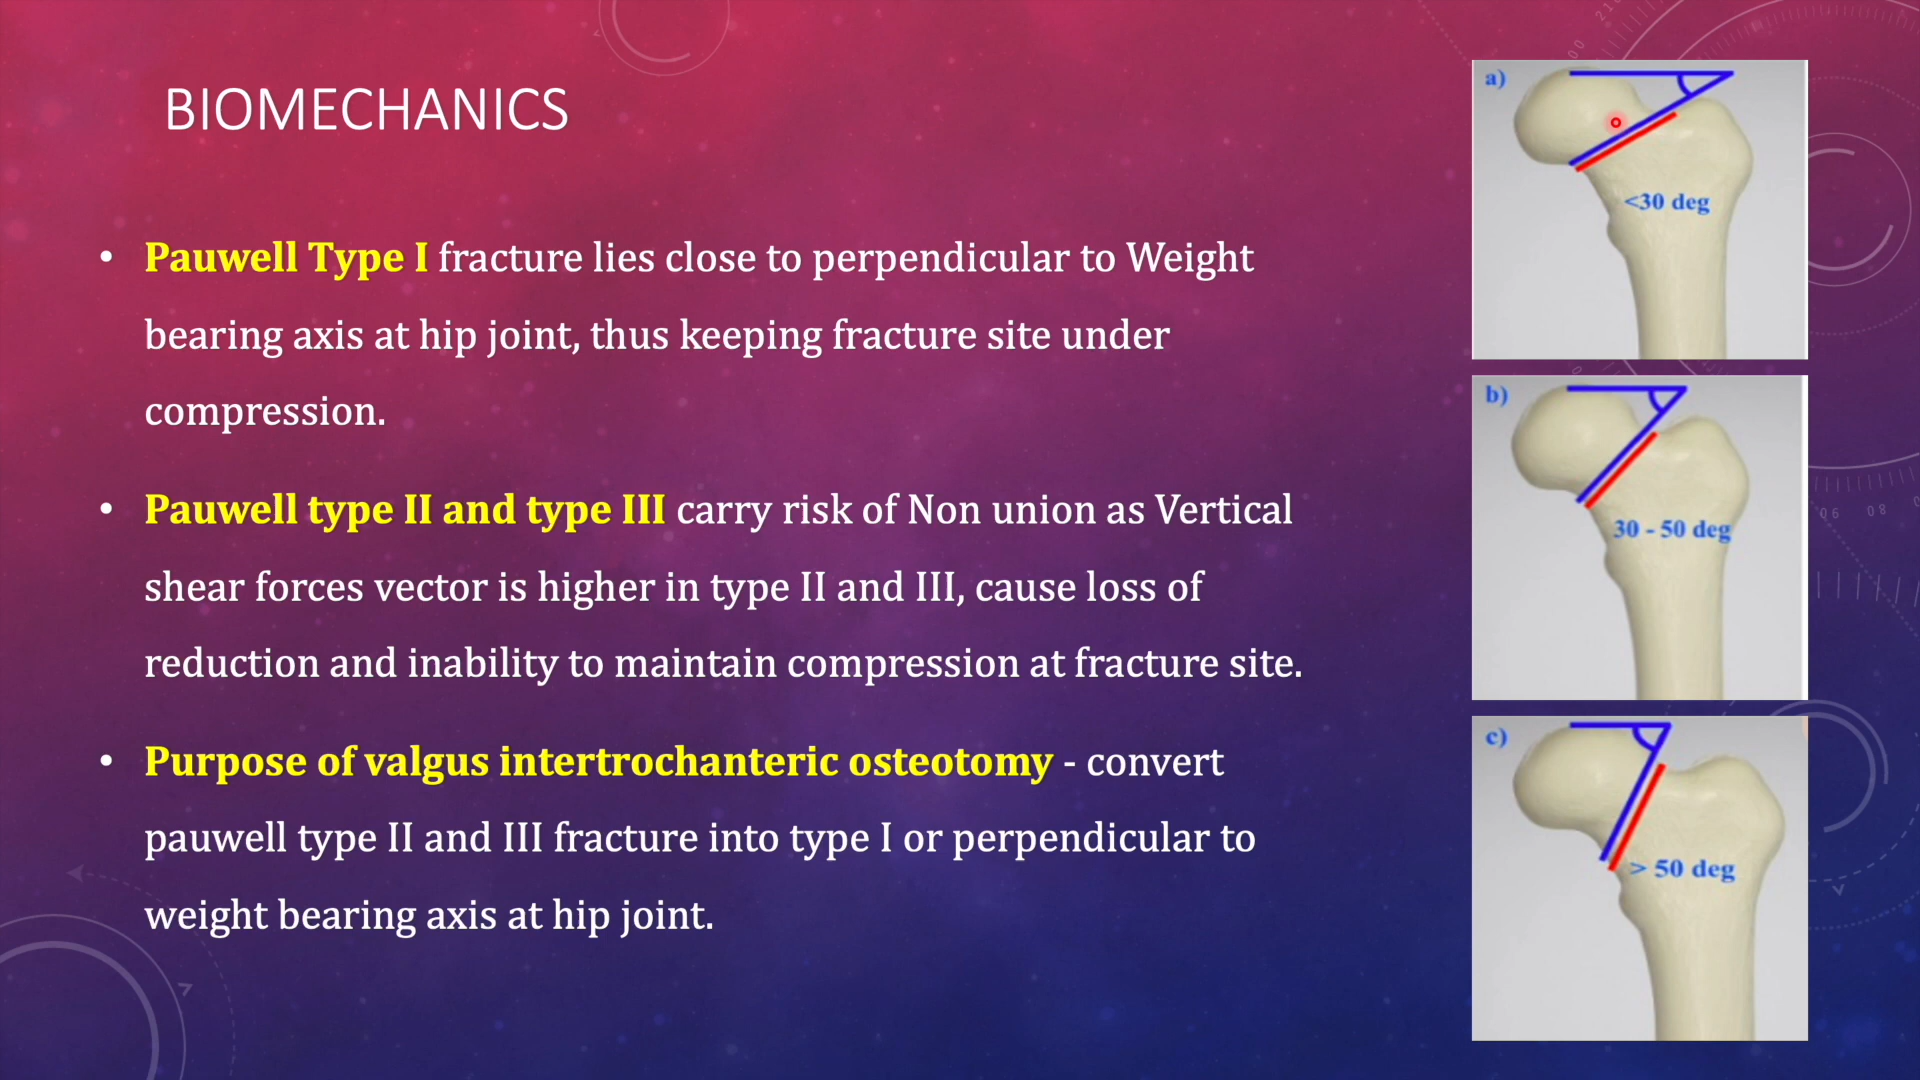 BIOMECHANICS
• Pauwell Type I fracture lies close to perpendicular to Weight
bearing axis at hip joint, thus keeping fracture site under
compression.
• Pauwell type II and type III carry risk of Non union as Vertical
shear forces vector is higher in type II and III, cause loss of
reduction and inability to maintain compression at fracture site.
• Purpose of valgus intertrochanteric osteotomy - convert
pauwell type II and III fracture into type I or perpendicular to
weight bearing axis at hip joint.
a)
<30 deg
b)
30 - 50 deg
c)
> 50 deg